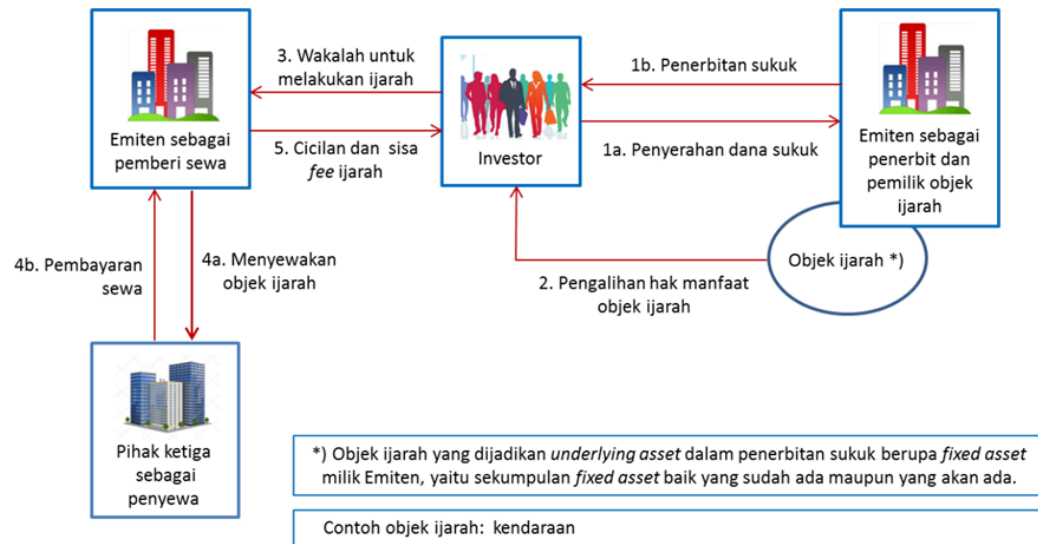 3. Wakalah untuk
melakukan ijarah
1b. Penerbitan sukuk
Emiten sebagai
pemberi sewa
5. Cicilan dan sisa
fee ijarah
Investor
1a. Penyerahan dana sukuk
Emiten sebagai
penerbit dan
pemilik objek
ijarah
4b. Pembayaran
sewa
4a. Menyewakan
objek ijarah
Objek ijarah *)
2. Pengalihan hak manfaat
objek ijarah
Pihak ketiga
sebagai
penyewa
*) Objek ijarah yang dijadikan underlying asset dalam penerbitan sukuk berupa fixed asset
milik Emiten, yaitu sekumpulan fixed asset baik yang sudah ada maupun yang akan ada.
Contoh objek ijarah: kendaraan